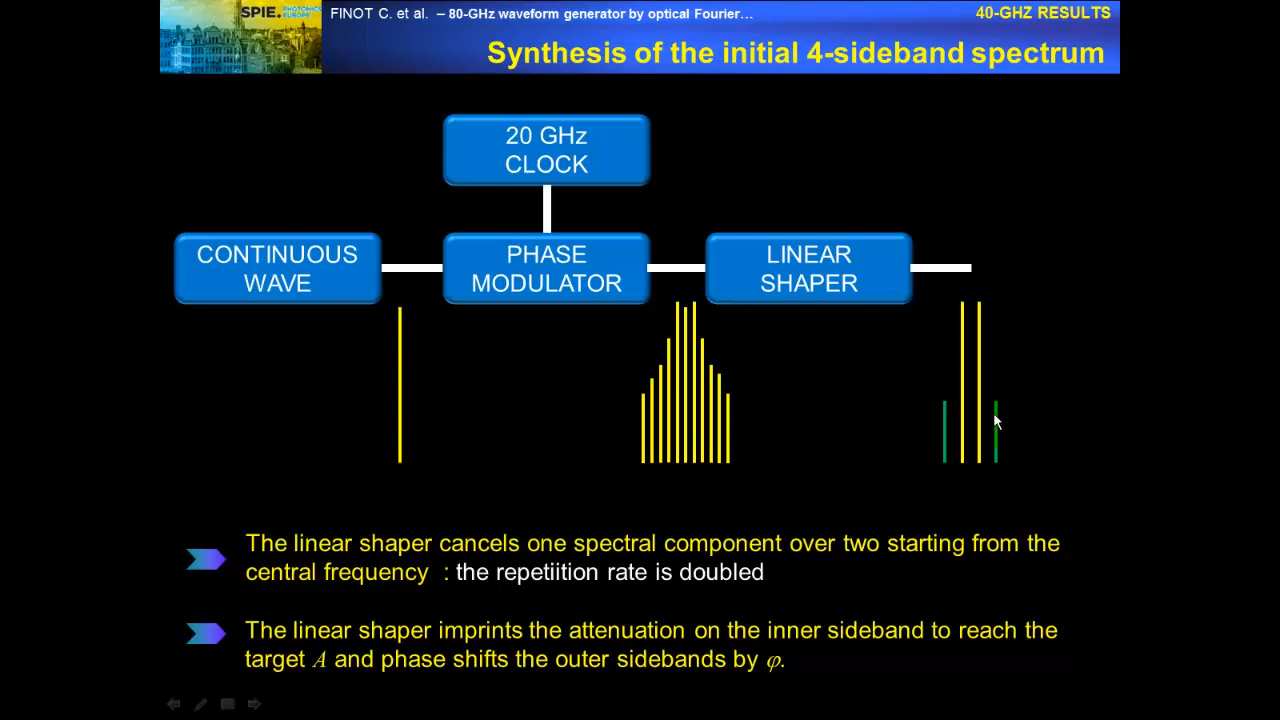 SPIE. PHOTONICS
EUROPE
FINOT C. et al. – 80-GHz waveform generator by optical Fourier…
40-GHZ RESULTS
Synthesis of the initial 4-sideband spectrum
20 GHz
CLOCK
CONTINUOUS
WAVE
PHASE
MODULATOR
LINEAR
SHAPER
The linear shaper cancels one spectral component over two starting from the
central frequency : the repetiition rate is doubled
The linear shaper imprints the attenuation on the inner sideband to reach the
target A and phase shifts the outer sidebands by φ.